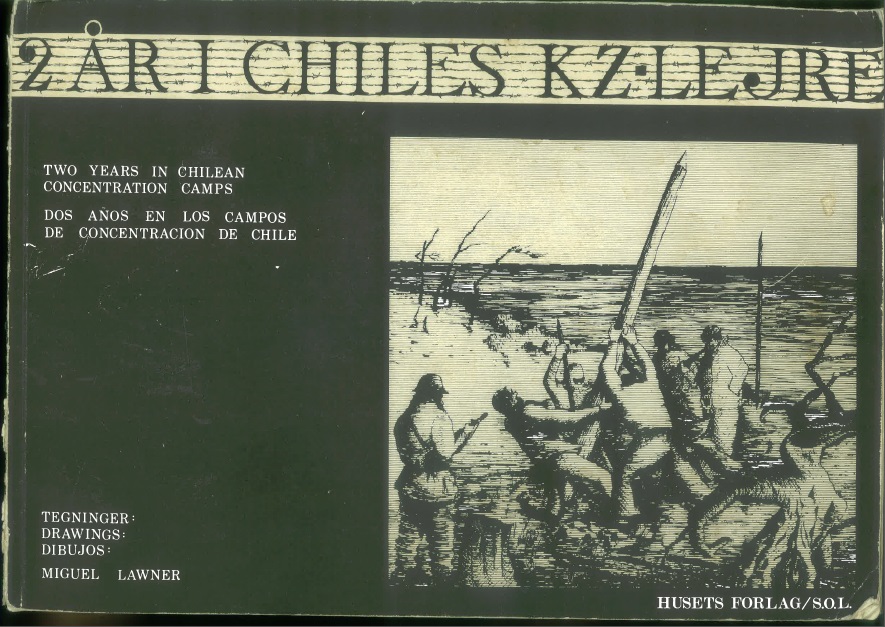 2 ÅR I CHILES KZ-LEJRE
TWO YEARS IN CHILEAN
CONCENTRATION CAMPS
DOS AÑOS EN LOS CAMPOS
DE CONCENTRACION DE CHILE
TEGNINGER:
DRAWINGS:
DIBUJOS:
MIGUEL LAWNER
HUSETS FORLAG/S.O.L.